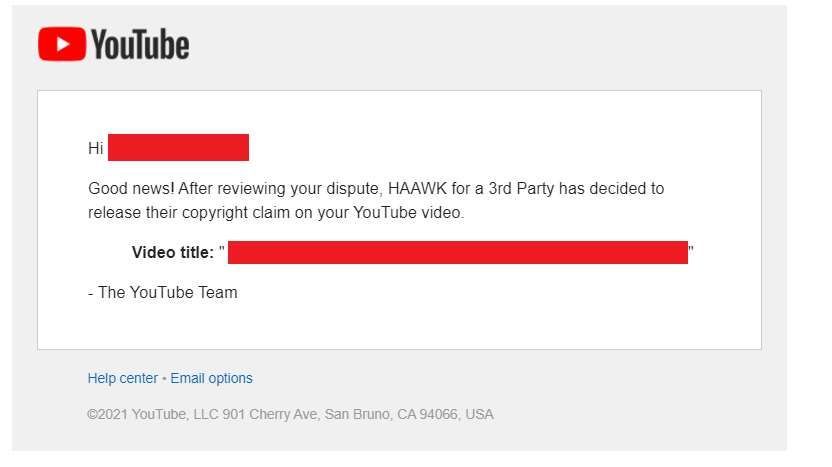 YouTube
Hi
Good news! After reviewing your dispute, HAAWK for a 3rd Party has decided to
release their copyright claim on your YouTube video.
Video title: " "
- The YouTube Team
Help center • Email options
©2021 YouTube, LLC 901 Cherry Ave, San Bruno, CA 94066, USA